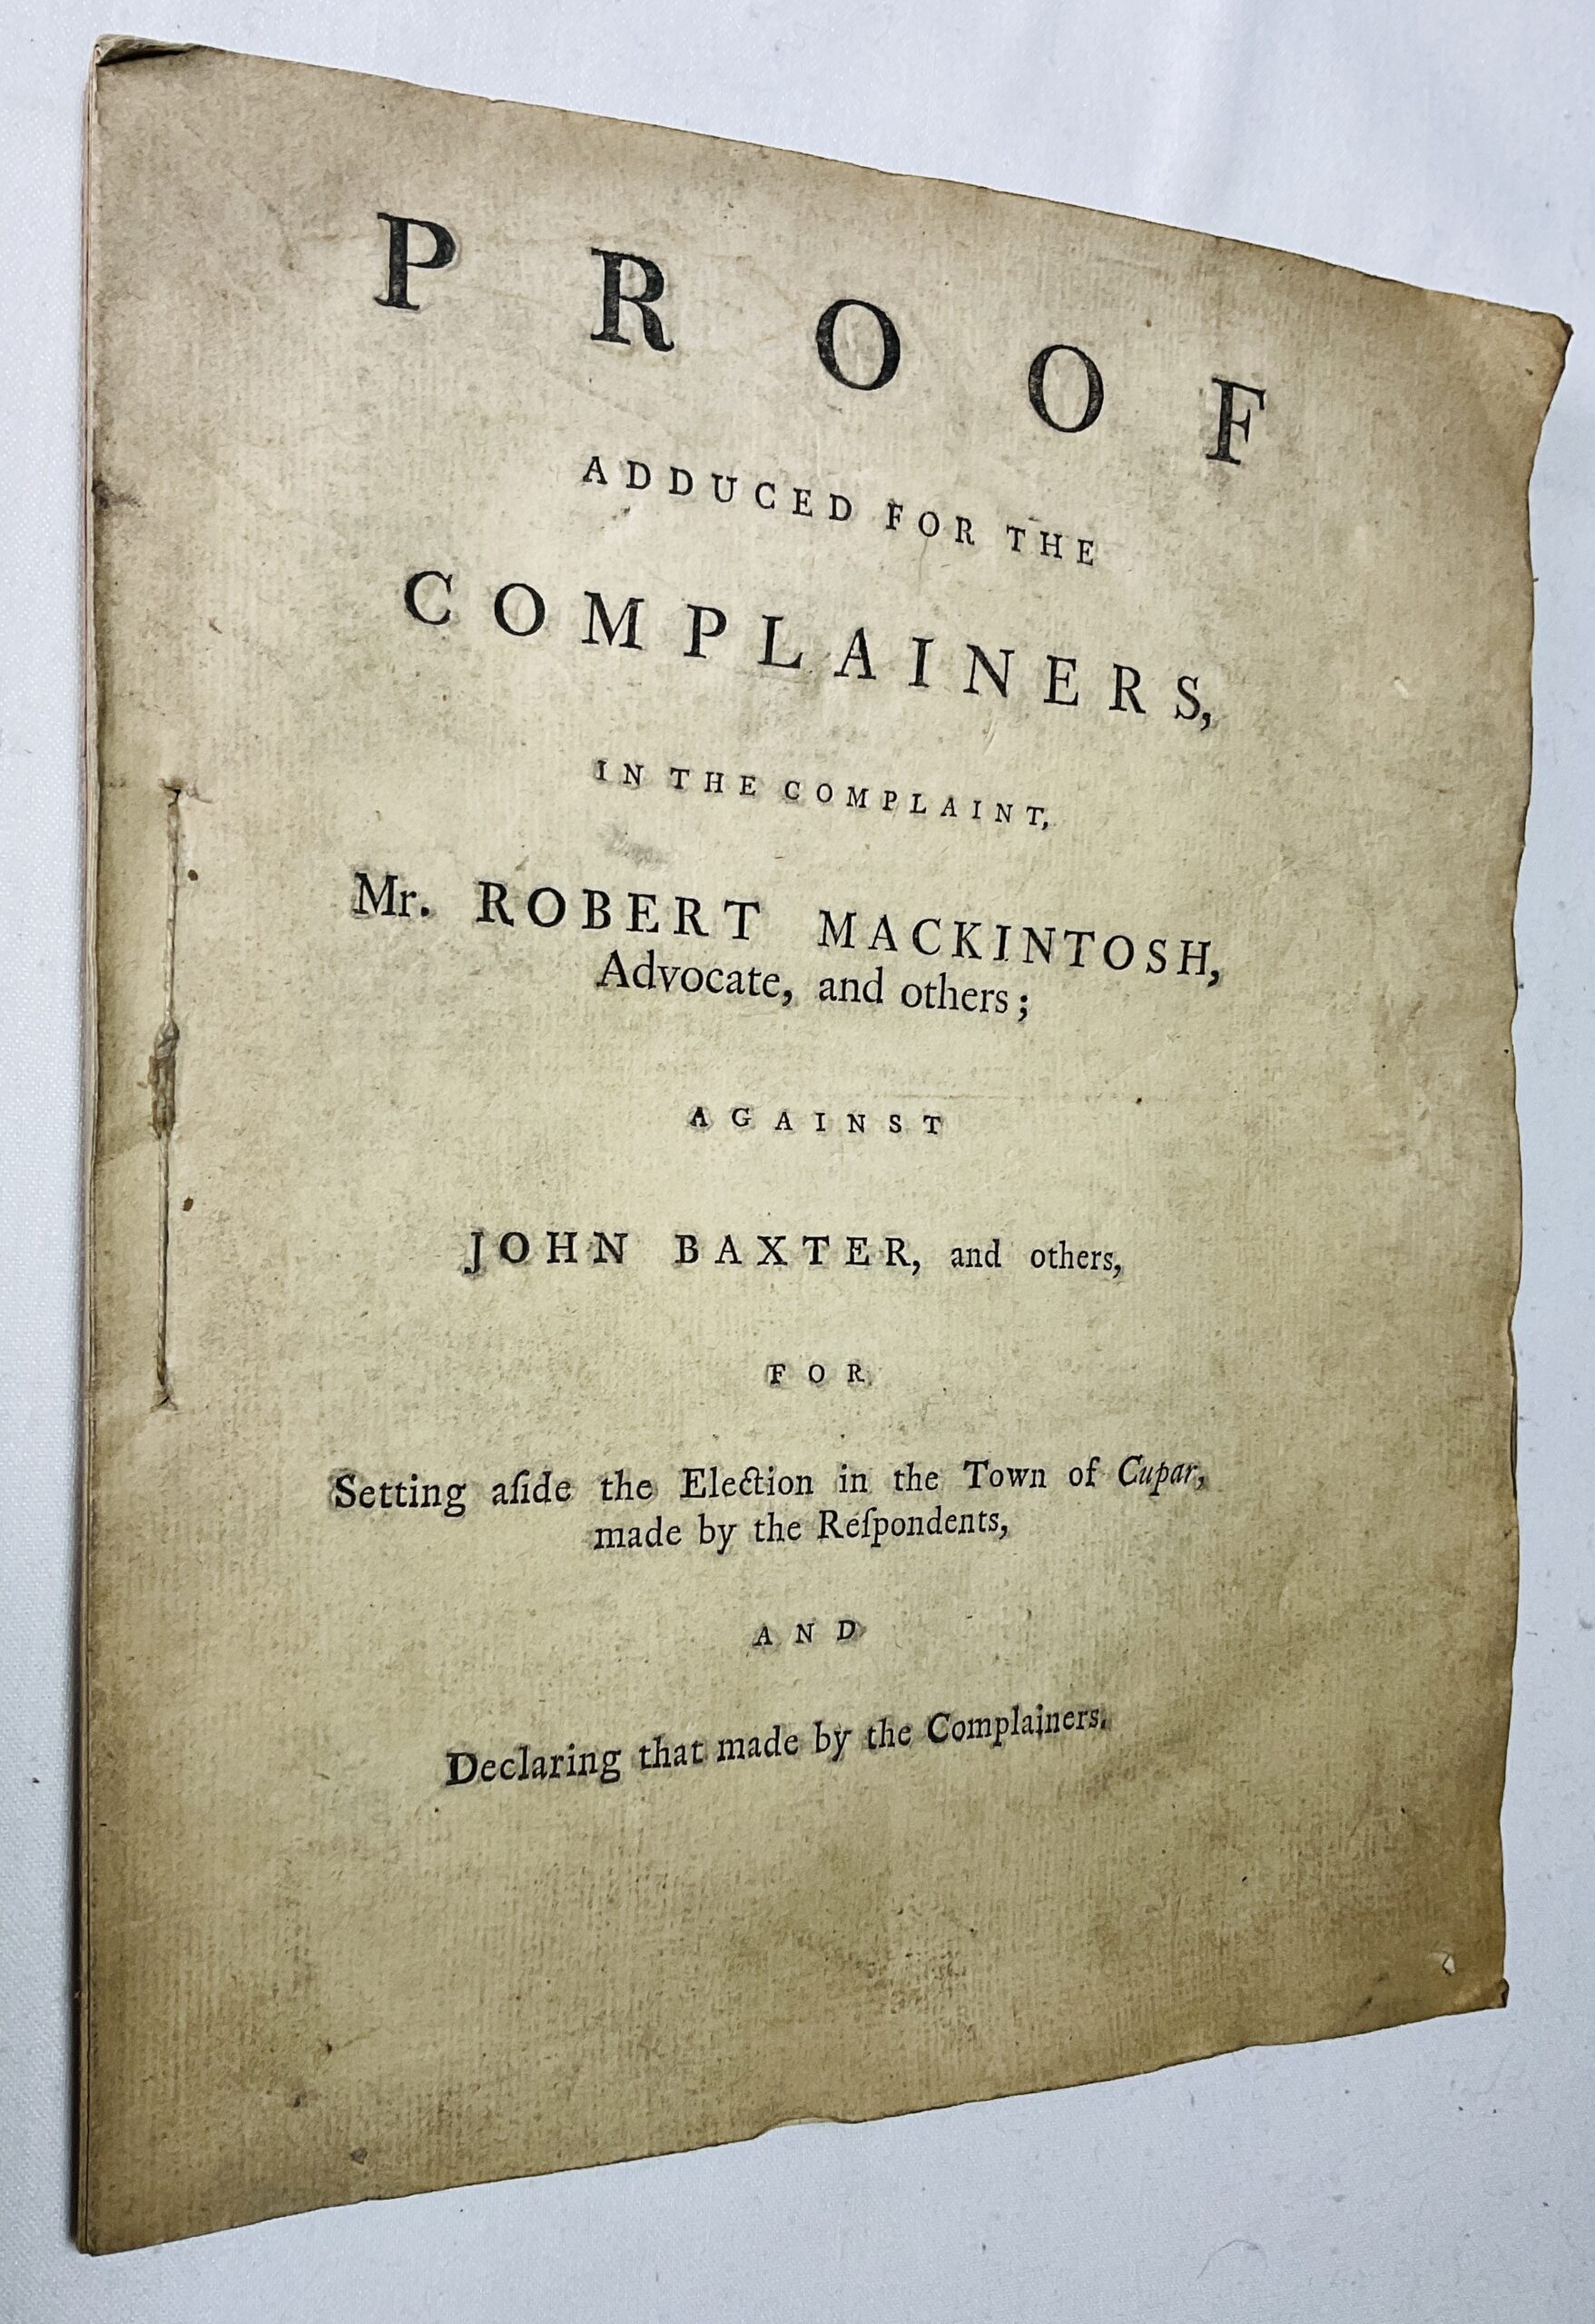 PROOF
ADDUCED FOR THE
COMPLAINERS,
IN THE COMPLAINT,
Mr. ROBERT MACKINTOSH,
Advocate, and others;
AGAINST
JOHN BAXTER, and others,
FOR
Setting aſide the Election in the Town of Cupar,
made by the Reſpondents,
AND
Declaring that made by the Complainers.